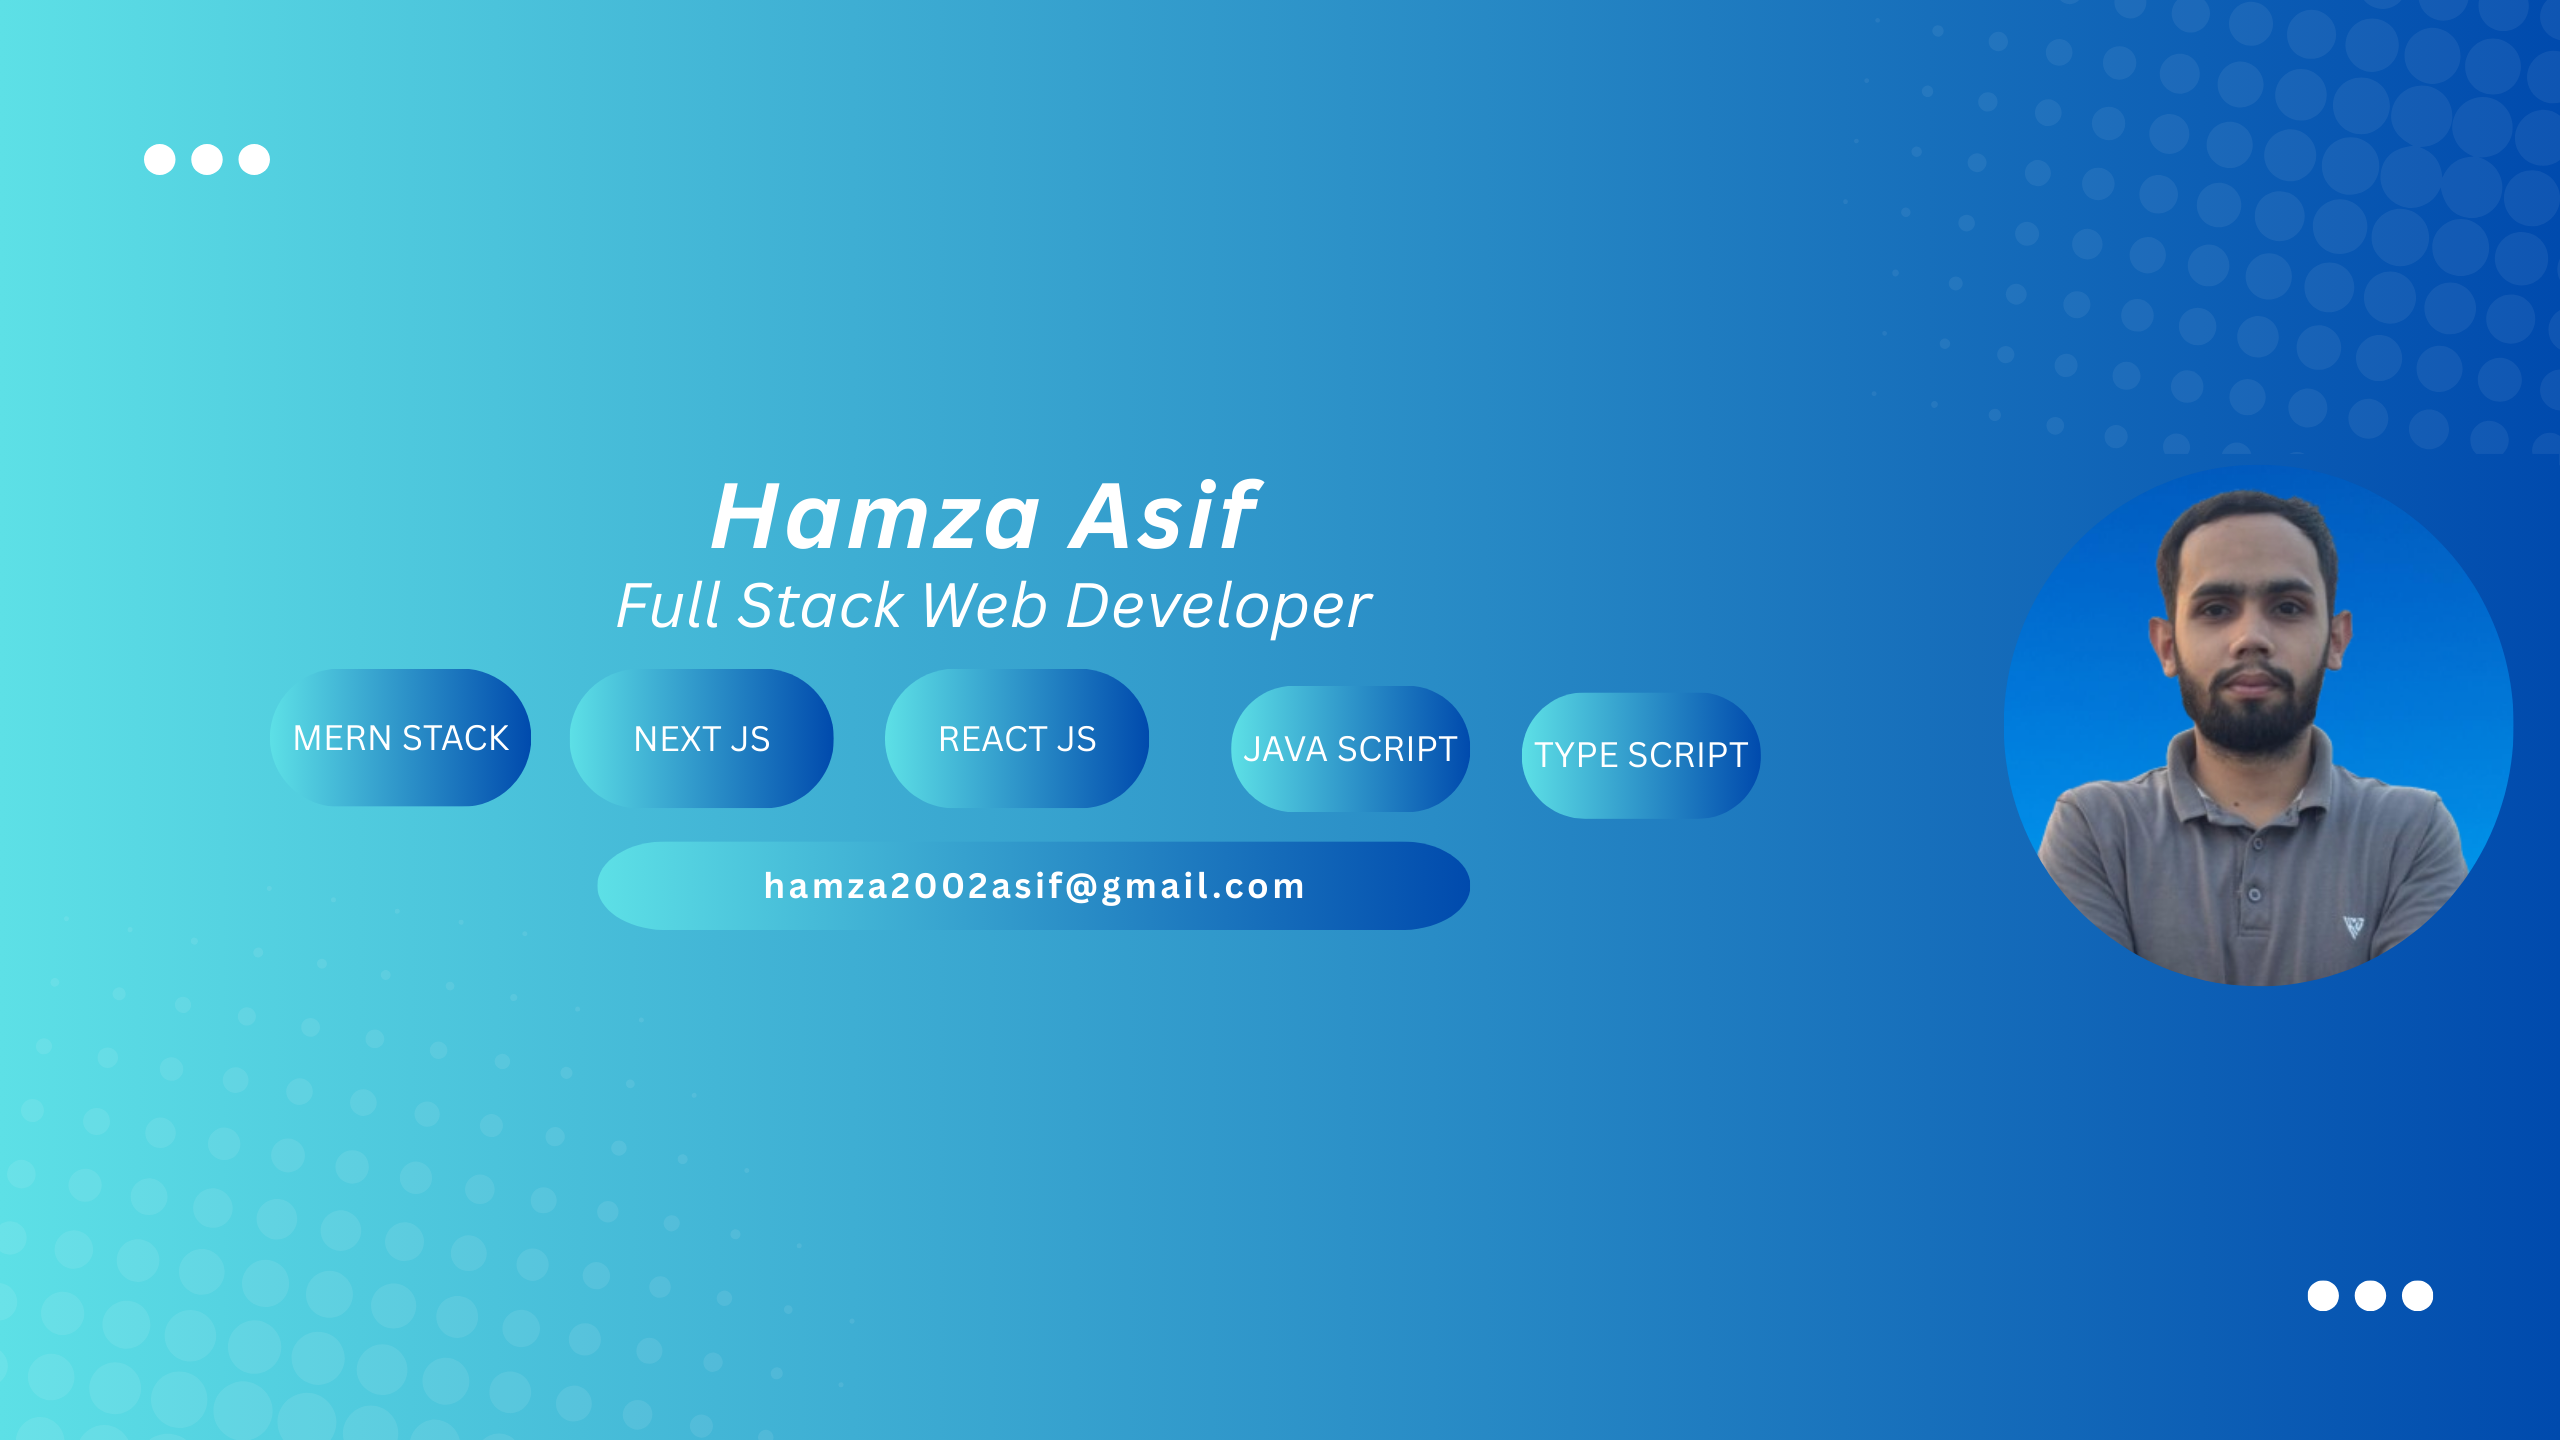 Hamza Asif
Full Stack Web Developer
MERN STACK
NEXT JS
REACT JS
JAVA SCRIPT
TYPE SCRIPT
hamza2002asif@gmail.com